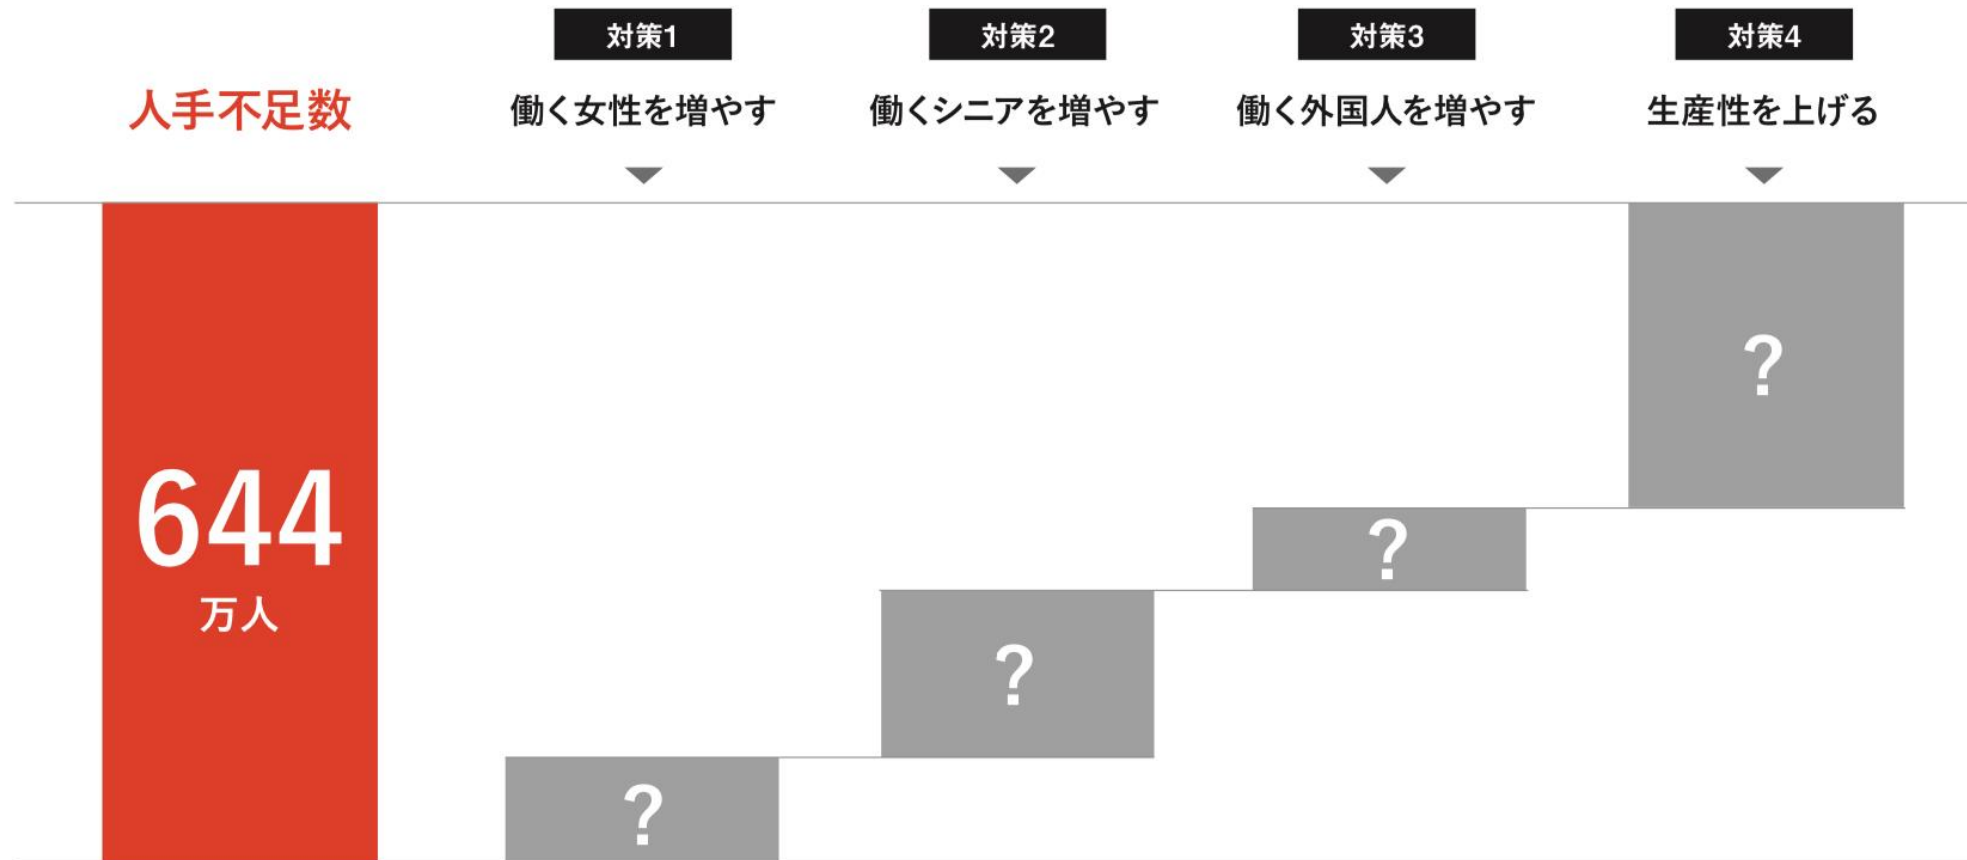 対策1
対策2
対策3
対策4
人手不足数
働く女性を増やす
働くシニアを増やす
働く外国人を増やす
生産性を上げる
644
万人
?
?
?
?